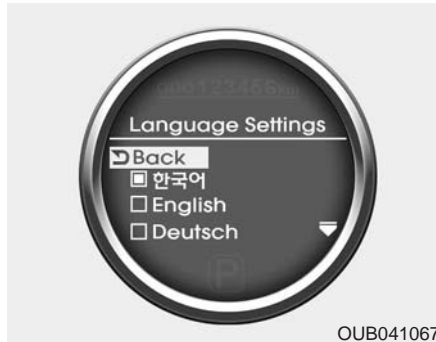 Language Settings
Back
한국어
English
Deutsch
P
OUB041067